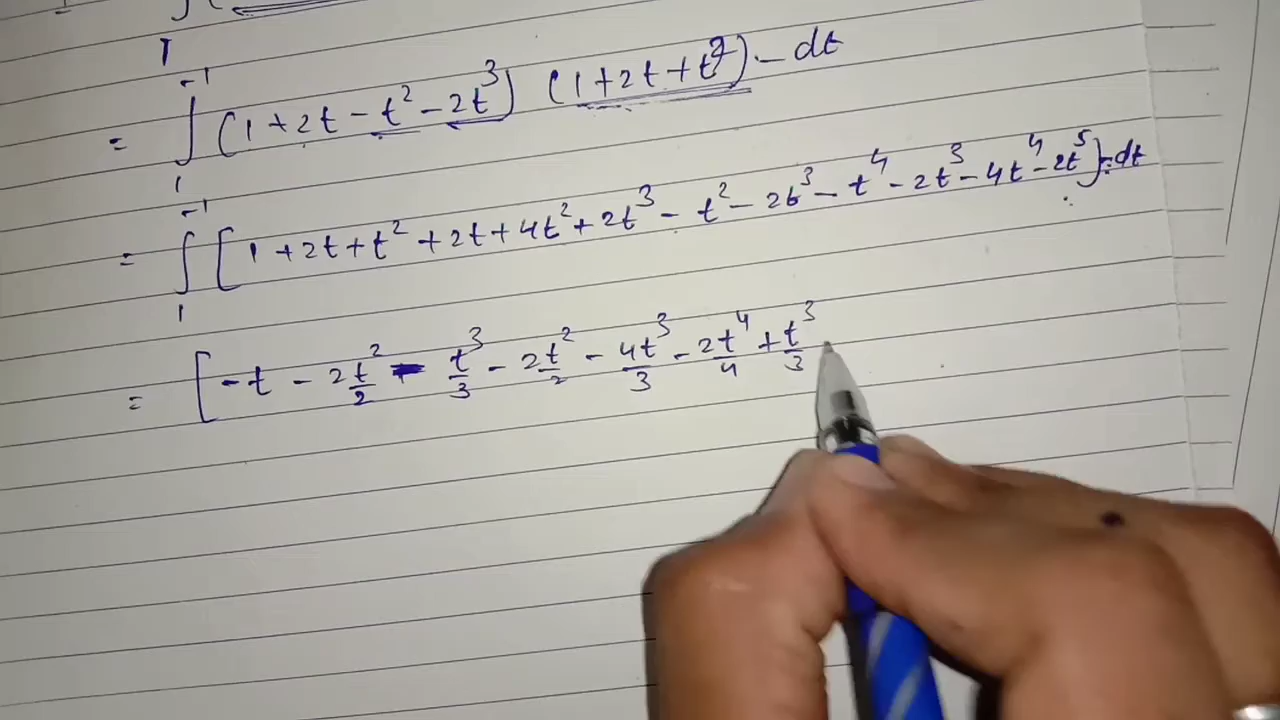 = ∫₁⁻¹ (1 + 2t - t² - 2t³) (1 + 2t + t²) - dt
= ∫₁⁻¹ [1 + 2t + t² + 2t + 4t² + 2t³ - t² - 2t³ - t⁴ - 2t³ - 4t⁴ - 2t⁵) - dt
= [-t - 2t²/2 - t³/3 - 2t²/2 - 4t³/3 - 2t⁴/4 + t³/3